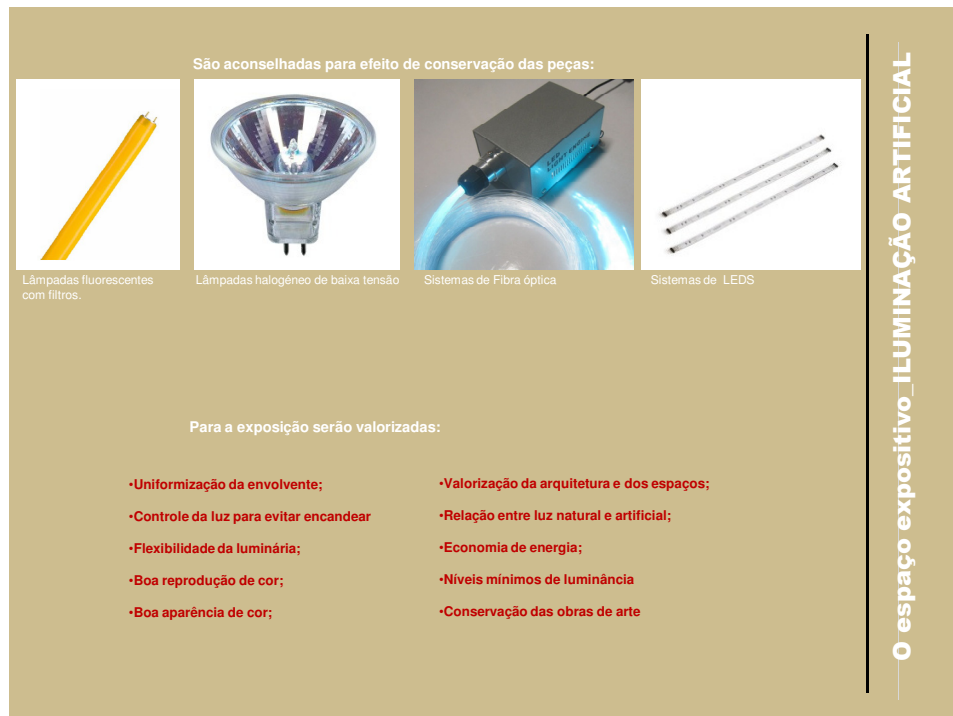 São aconselhadas para efeito de conservação das peças:
LED
LIGHT ENGINE
Lâmpadas fluorescentes
com filtros.
Lâmpadas halogéneo de baixa tensão
Sistemas de Fibra óptica
Sistemas de LEDS
Para a exposição serão valorizadas:
•Uniformização da envolvente;
•Controle da luz para evitar encandear
•Flexibilidade da luminária;
•Boa reprodução de cor;
•Boa aparência de cor;
•Valorização da arquitetura e dos espaços;
•Relação entre luz natural e artificial;
•Economia de energia;
•Níveis mínimos de luminância
•Conservação das obras de arte
O espaço expositivo_ILUMINAÇÃO ARTIFICIAL